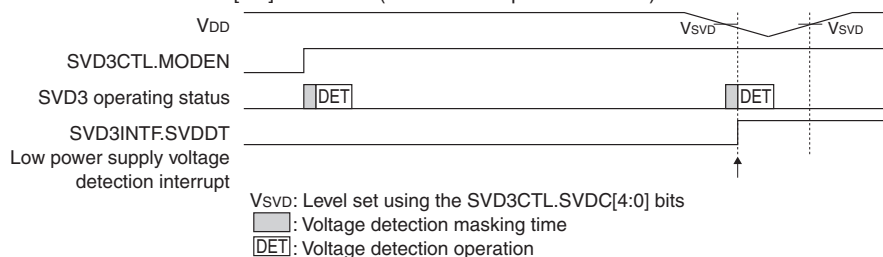 VDD
VSVD
VSVD
SVD3CTL.MODEN
SVD3 operating status
DET
DET
SVD3INTF.SVDDT
Low power supply voltage
detection interrupt
VSVD: Level set using the SVD3CTL.SVDC[4:0] bits
: Voltage detection masking time
DET: Voltage detection operation